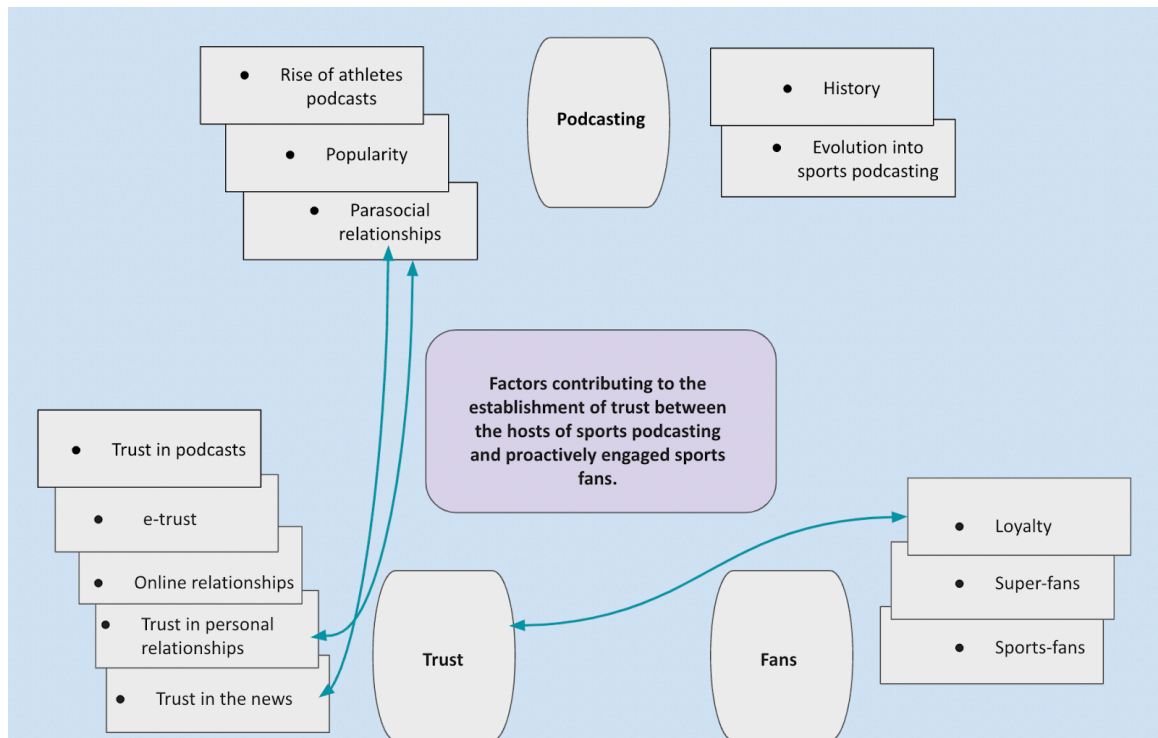 ● Rise of athletes
podcasts
● Popularity
● Parasocial
relationships
Podcasting
● History
● Evolution into
sports podcasting
Factors contributing to the
establishment of trust between
the hosts of sports podcasting
and proactively engaged sports
fans.
● Trust in podcasts
● e-trust
● Online relationships
● Trust in personal
relationships
● Trust in the news
Trust
Fans
● Loyalty
● Super-fans
● Sports-fans